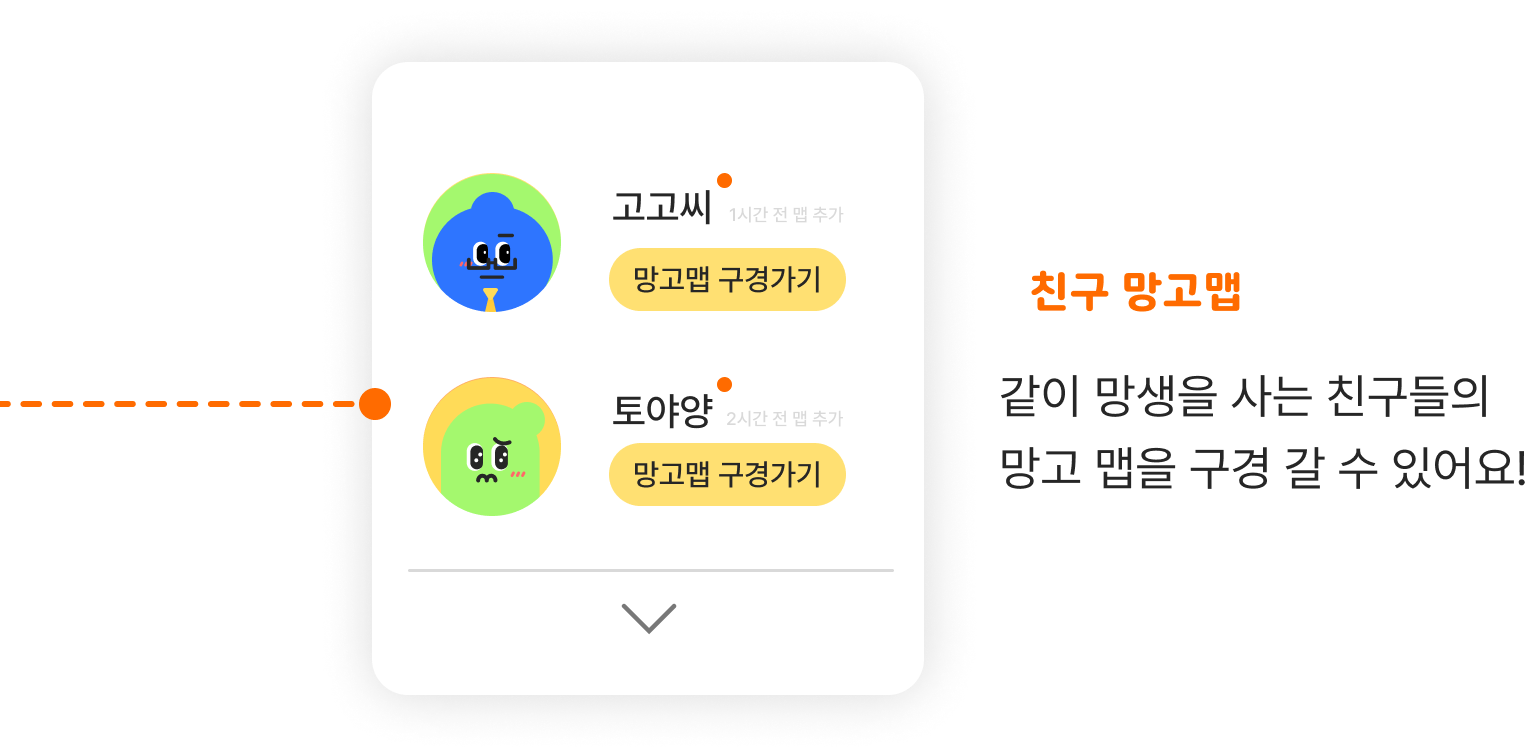 고고씨
1시간 전 맵 추가
망고맵 구경가기
토야양
2시간 전 맵 추가
망고맵 구경가기
친구 망고맵
같이 망생을 사는 친구들의
망고 맵을 구경 갈 수 있어요!